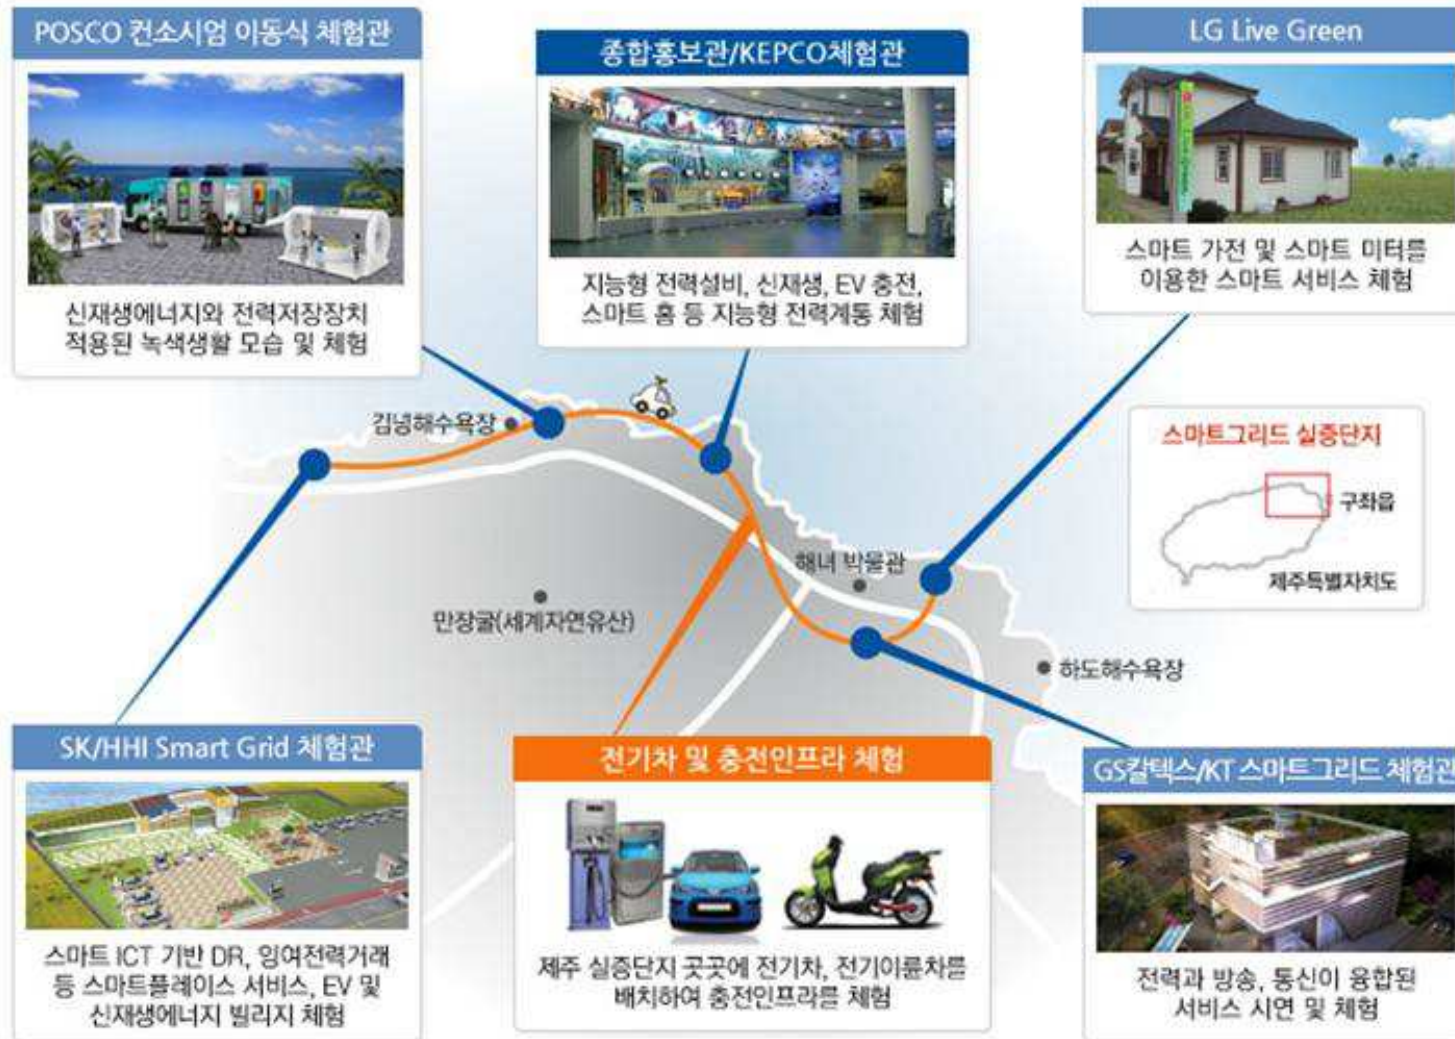 POSCO 컨소시엄 이동식 체험관
신재생에너지와 전력저장장치
적용된 녹색생활 모습 및 체험
종합홍보관/KEPCO체험관
지능형 전력설비, 신재생, EV 충전,
스마트 홈 등 지능형 전력계통 체험
LG Live Green
스마트 가전 및 스마트 미터를
이용한 스마트 서비스 체험
김녕해수욕장
만장굴(세계자연유산)
해녀 박물관
하도해수욕장
스마트그리드 실증단지
구좌읍
제주특별자치도
SK/HHI Smart Grid 체험관
스마트 ICT 기반 DR, 잉여전력거래
등 스마트플레이스 서비스, EV 및
신재생에너지 빌리지 체험
전기차 및 충전인프라 체험
제주 실증단지 곳곳에 전기차, 전기이륜차를
배치하여 충전인프라를 체험
GS칼텍스/KT 스마트그리드 체험관
전력과 방송, 통신이 융합된
서비스 시연 및 체험